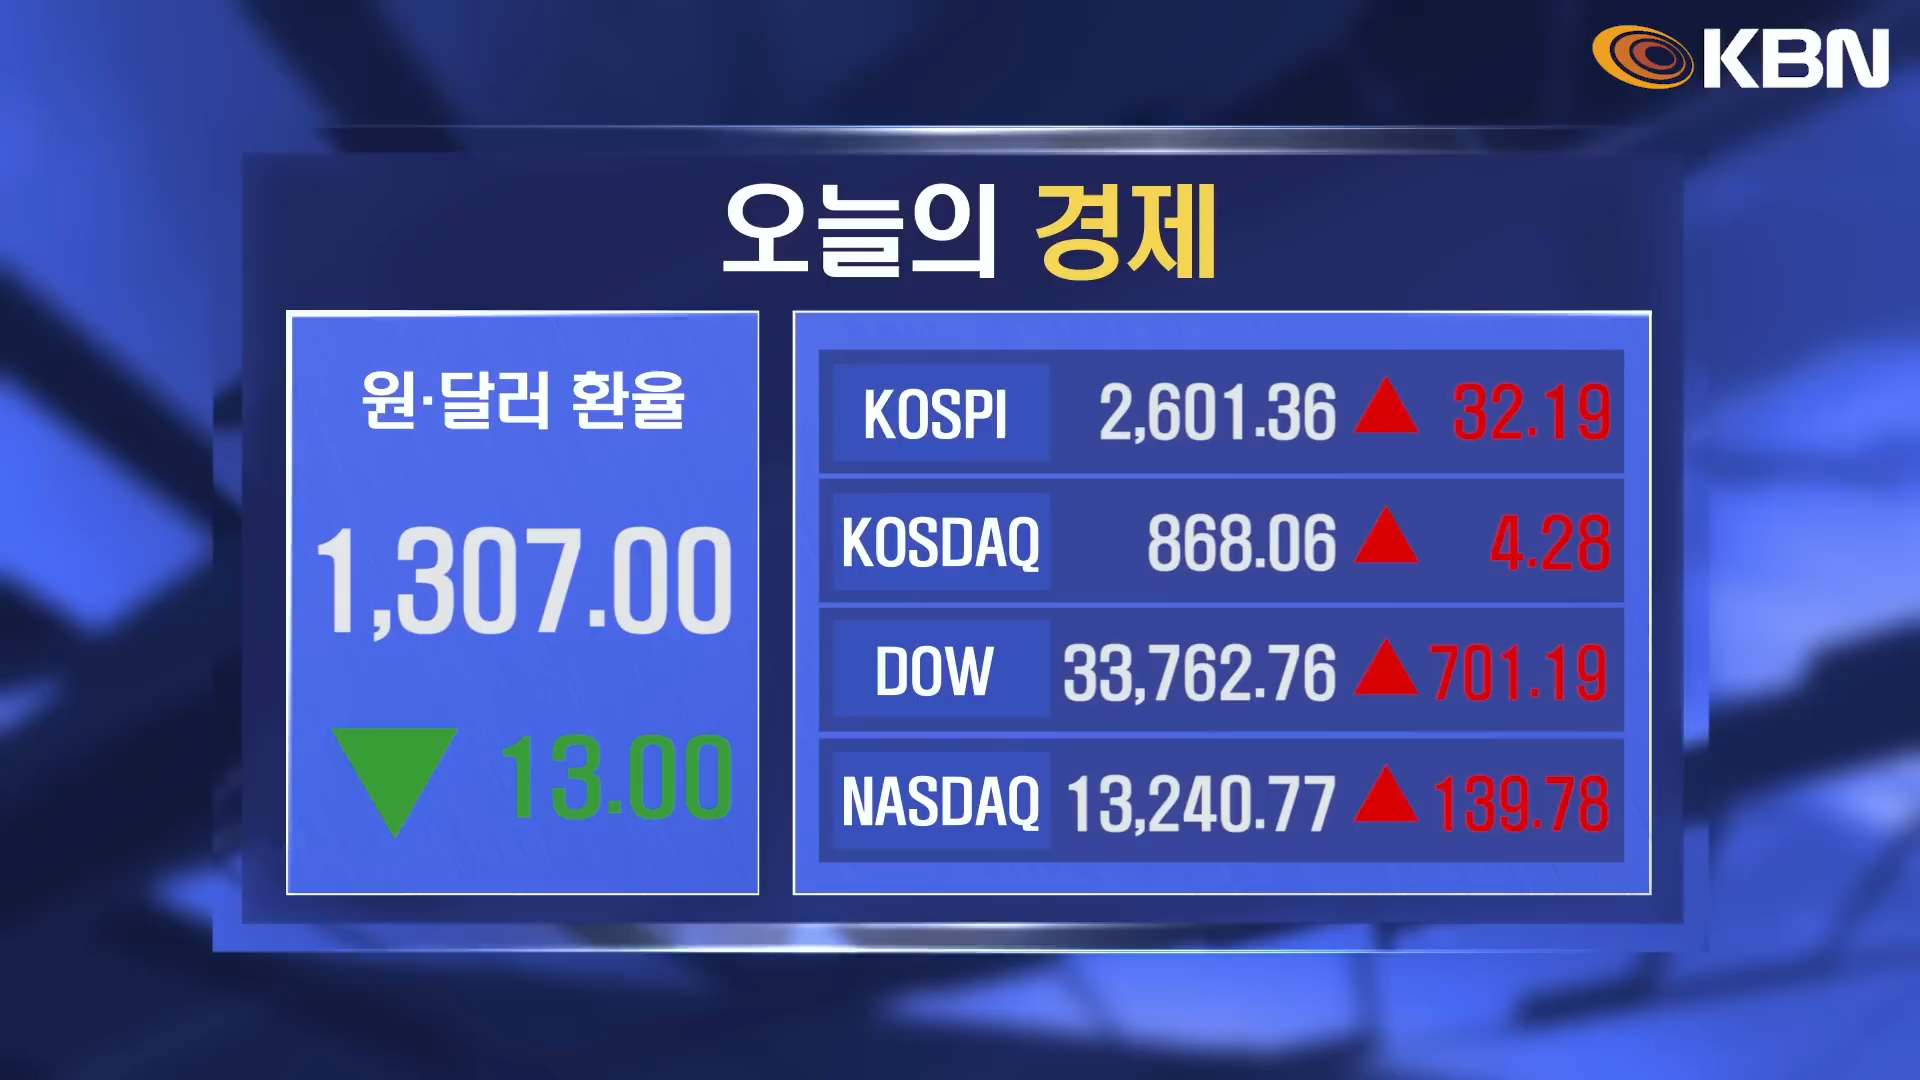 KBN
오늘의 경제
원·달러 환율
1,307.00
▼ 13.00
KOSPI 2,601.36 ▲ 32.19
KOSDAQ 868.06 ▲ 4.28
DOW 33,762.76 ▲ 701.19
NASDAQ 13,240.77 ▲ 139.78